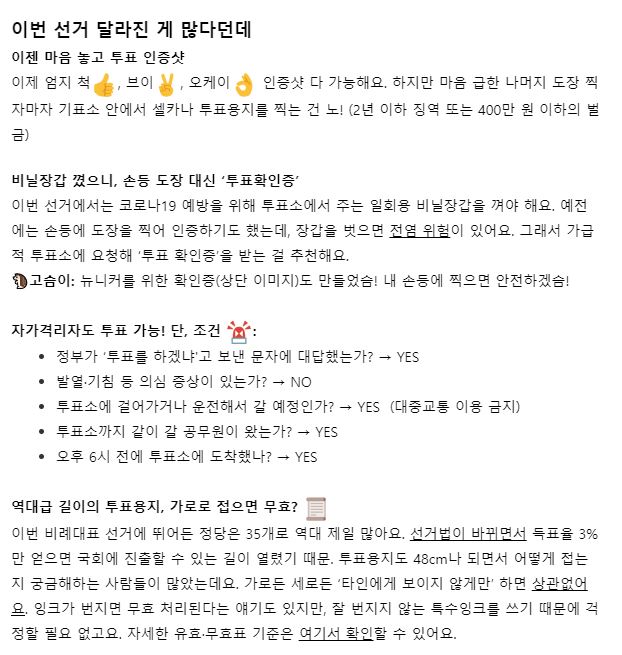 이번 선거 달라진 게 많다던데
이젠 마음 놓고 투표 인증샷
이제 엄지 척👍, 브이✌, 오케이👌 인증샷 다 가능해요. 하지만 마음 급한 나머지 도장 찍
자마자 기표소 안에서 셀카나 투표용지를 찍는 건 노! (2년 이하 징역 또는 400만 원 이하의 벌
금)
비닐장갑 꼈으니, 손등 도장 대신 ‘투표확인증’
이번 선거에서는 코로나19 예방을 위해 투표소에서 주는 일회용 비닐장갑을 껴야 해요. 예전
에는 손등에 도장을 찍어 인증하기도 했는데, 장갑을 벗으면 전염 위험이 있어요. 그래서 가급
적 투표소에 요청해 ‘투표 확인증’을 받는 걸 추천해요.
고슴이: 뉴니커를 위한 확인증(상단 이미지)도 만들었슴! 내 손등에 찍으면 안전하겠슴!
자가격리자도 투표 가능! 단, 조건 🚨:
• 정부가 ‘투표를 하겠냐’고 보낸 문자에 대답했는가? → YES
• 발열·기침 등 의심 증상이 있는가? → NO
• 투표소에 걸어가거나 운전해서 갈 예정인가? → YES (대중교통 이용 금지)
• 투표소까지 같이 갈 공무원이 왔는가? → YES
• 오후 6시 전에 투표소에 도착했나? → YES
역대급 길이의 투표용지, 가로로 접으면 무효? 📜
이번 비례대표 선거에 뛰어든 정당은 35개로 역대 제일 많아요. 선거법이 바뀌면서 득표율 3%
만 얻으면 국회에 진출할 수 있는 길이 열렸기 때문. 투표용지도 48cm나 되면서 어떻게 접는
지 궁금해하는 사람들이 많았는데요. 가로든 세로든 ‘타인에게 보이지 않게만’ 하면 상관없어
요. 잉크가 번지면 무효 처리된다는 얘기도 있지만, 잘 번지지 않는 특수잉크를 쓰기 때문에 걱
정할 필요 없고요. 자세한 유효·무효표 기준은 여기서 확인할 수 있어요.